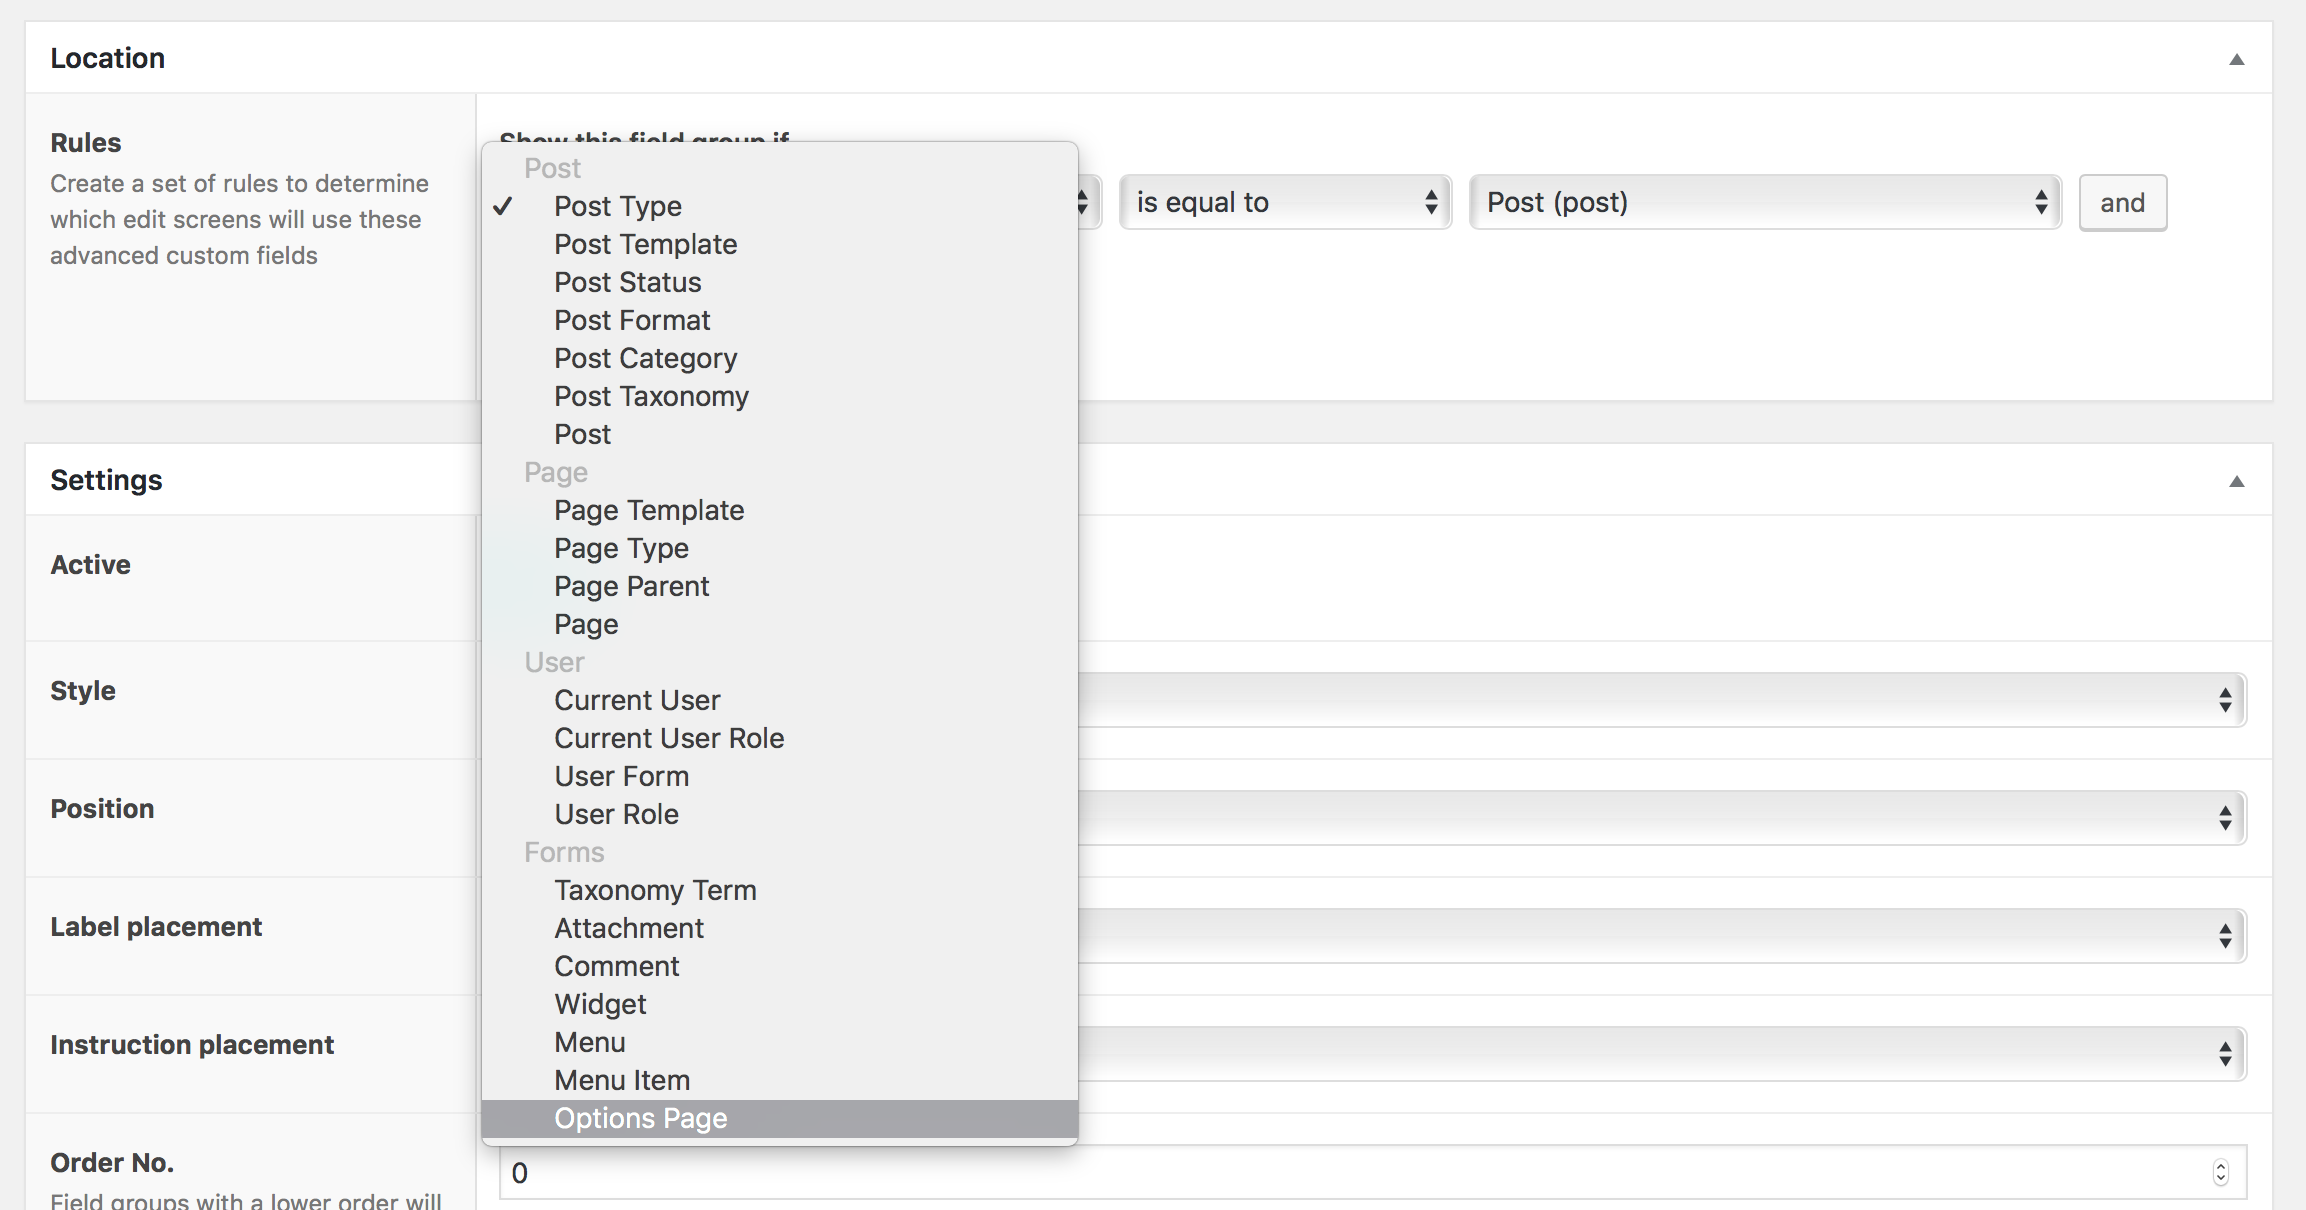 Location
Rules
Create a set of rules to determine
which edit screens will use these
advanced custom fields
Show this field group if
Post
✓ Post Type
Post Template
Post Status
Post Format
Post Category
Post Taxonomy
Post
Page
Page Template
Page Type
Page Parent
Page
User
Current User
Current User Role
User Form
User Role
Forms
Taxonomy Term
Attachment
Comment
Widget
Menu
Menu Item
Options Page
is equal to
Post (post)
and
Settings
Active
Style
Position
Label placement
Instruction placement
Order No.
Field groups with a lower order will
0